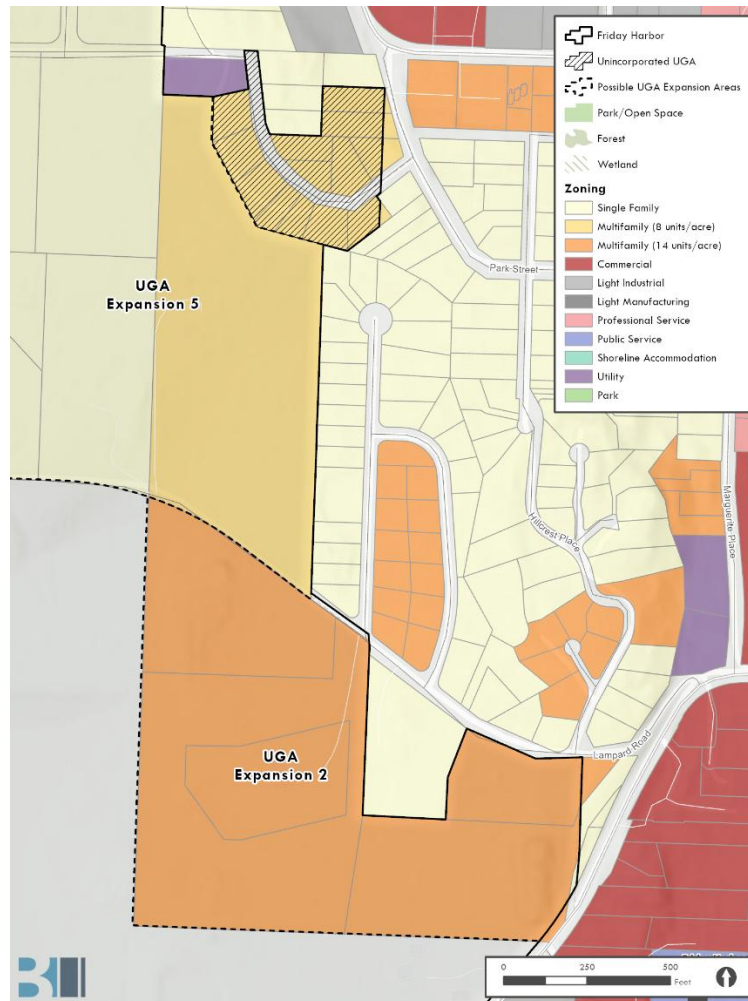 Friday Harbor
Unincorporated UGA
Possible UGA Expansion Areas
Park/Open Space
Forest
Wetland
Zoning
Single Family
Multifamily (8 units/acre)
Multifamily (14 units/acre)
Commercial
Light Industrial
Light Manufacturing
Professional Service
Public Service
Shoreline Accommodation
Utility
Park
Park Street
UGA
Expansion 5
Hillcrest Place
Marguerite Place
Lampard Road
UGA
Expansion 2
0 250 500
Feet